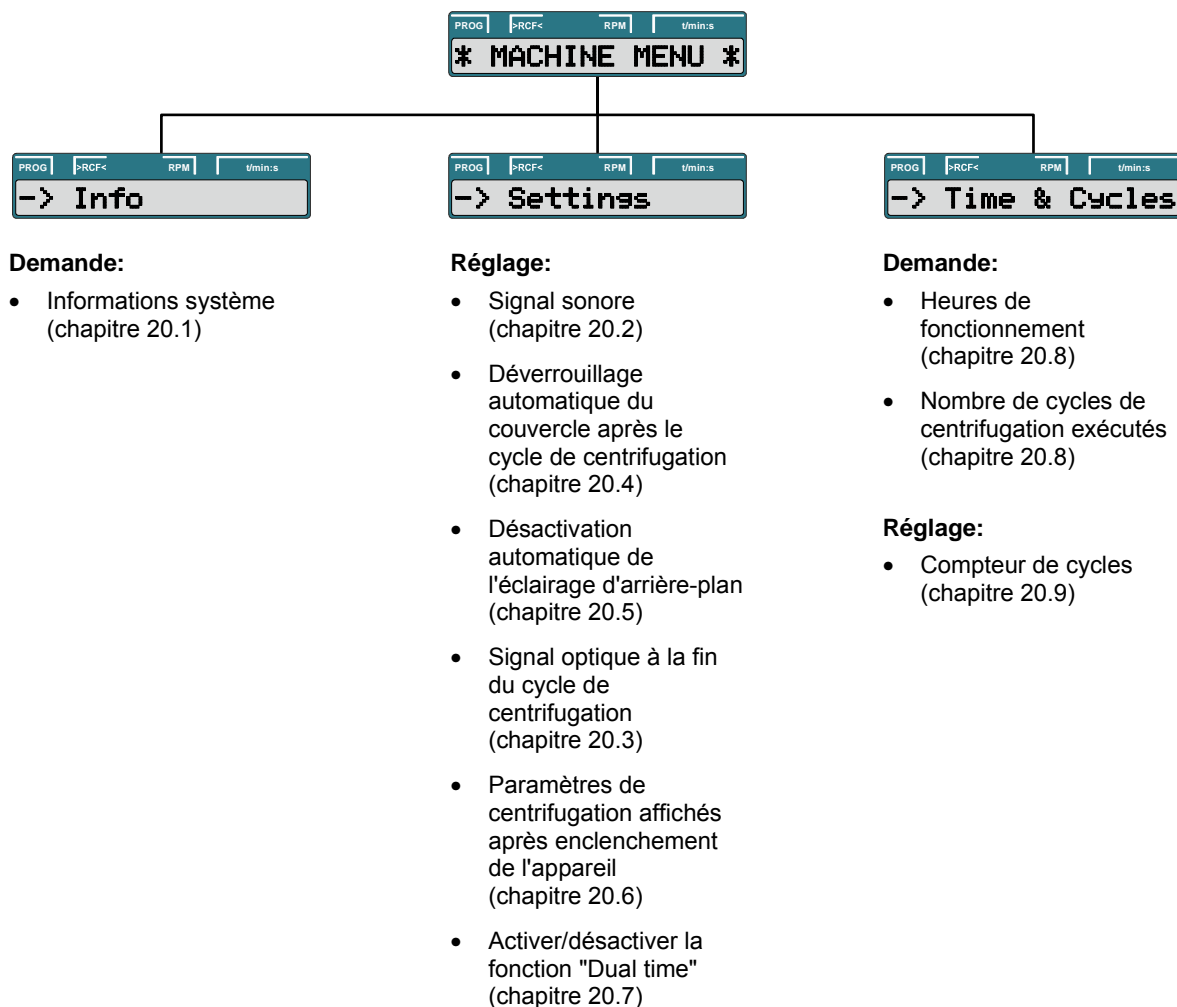 PROG >RCF< RPM t/min:s
* MACHINE MENU *
PROG >RCF< RPM t/min:s
-> Info
Demande:
• Informations système
(chapitre 20.1)
PROG >RCF< RPM t/min:s
-> Settings
Réglage:
• Signal sonore
(chapitre 20.2)
• Déverrouillage
automatique du
couvercle après le
cycle de centrifugation
(chapitre 20.4)
• Désactivation
automatique de
l'éclairage d'arrière-plan
(chapitre 20.5)
• Signal optique à la fin
du cycle de
centrifugation
(chapitre 20.3)
• Paramètres de
centrifugation affichés
après enclenchement
de l'appareil
(chapitre 20.6)
• Activer/désactiver la
fonction "Dual time"
(chapitre 20.7)
PROG >RCF< RPM t/min:s
-> Time & Cycles
Demande:
• Heures de
fonctionnement
(chapitre 20.8)
• Nombre de cycles de
centrifugation exécutés
(chapitre 20.8)
Réglage:
• Compteur de cycles
(chapitre 20.9)